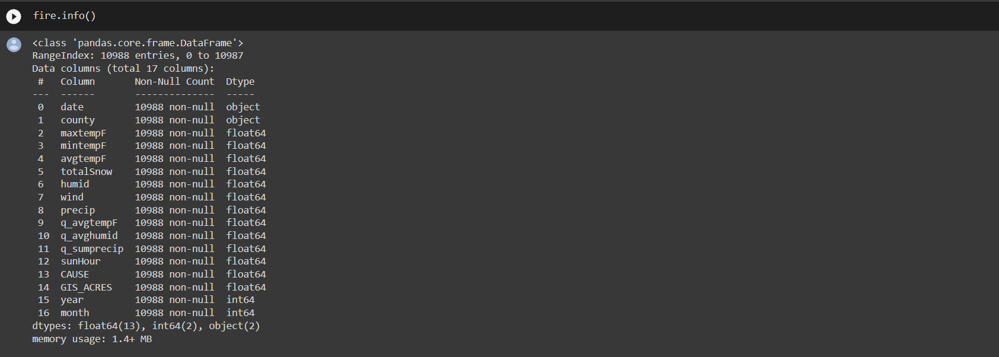 fire.info()
<class 'pandas.core.frame.DataFrame'>
RangeIndex: 10988 entries, 0 to 10987
Data columns (total 17 columns):
 #   Column       Non-Null Count  Dtype
---  ------       --------------  -----
 0   date         10988 non-null  object
 1   county       10988 non-null  object
 2   maxtempF     10988 non-null  float64
 3   mintempF     10988 non-null  float64
 4   avgtempF     10988 non-null  float64
 5   totalSnow    10988 non-null  float64
 6   humid        10988 non-null  float64
 7   wind         10988 non-null  float64
 8   precip       10988 non-null  float64
 9   q_avgtempF   10988 non-null  float64
 10  q_avghumid   10988 non-null  float64
 11  q_sumprecip  10988 non-null  float64
 12  sunHour      10988 non-null  float64
 13  CAUSE        10988 non-null  float64
 14  GIS_ACRES    10988 non-null  float64
 15  year         10988 non-null  int64
 16  month        10988 non-null  int64
dtypes: float64(13), int64(2), object(2)
memory usage: 1.4+ MB